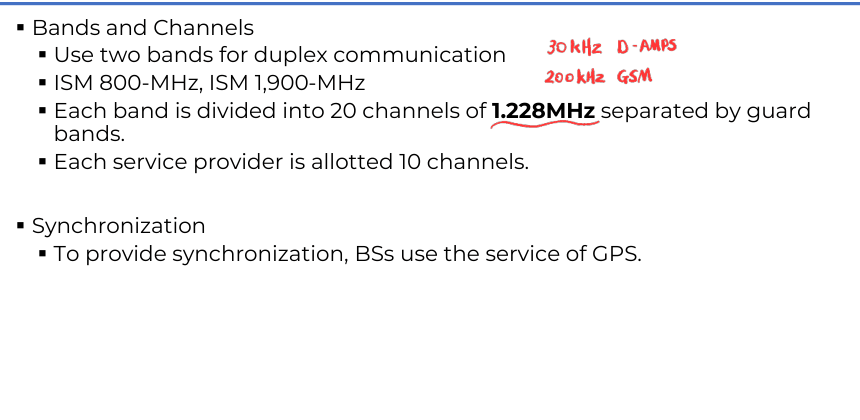 ▪ Bands and Channels
▪ Use two bands for duplex communication
30kHz D-AMPS
▪ ISM 800-MHz, ISM 1,900-MHz
200kHz GSM
▪ Each band is divided into 20 channels of 1.228MHz separated by guard
bands.
▪ Each service provider is allotted 10 channels.
▪ Synchronization
▪ To provide synchronization, BSs use the service of GPS.